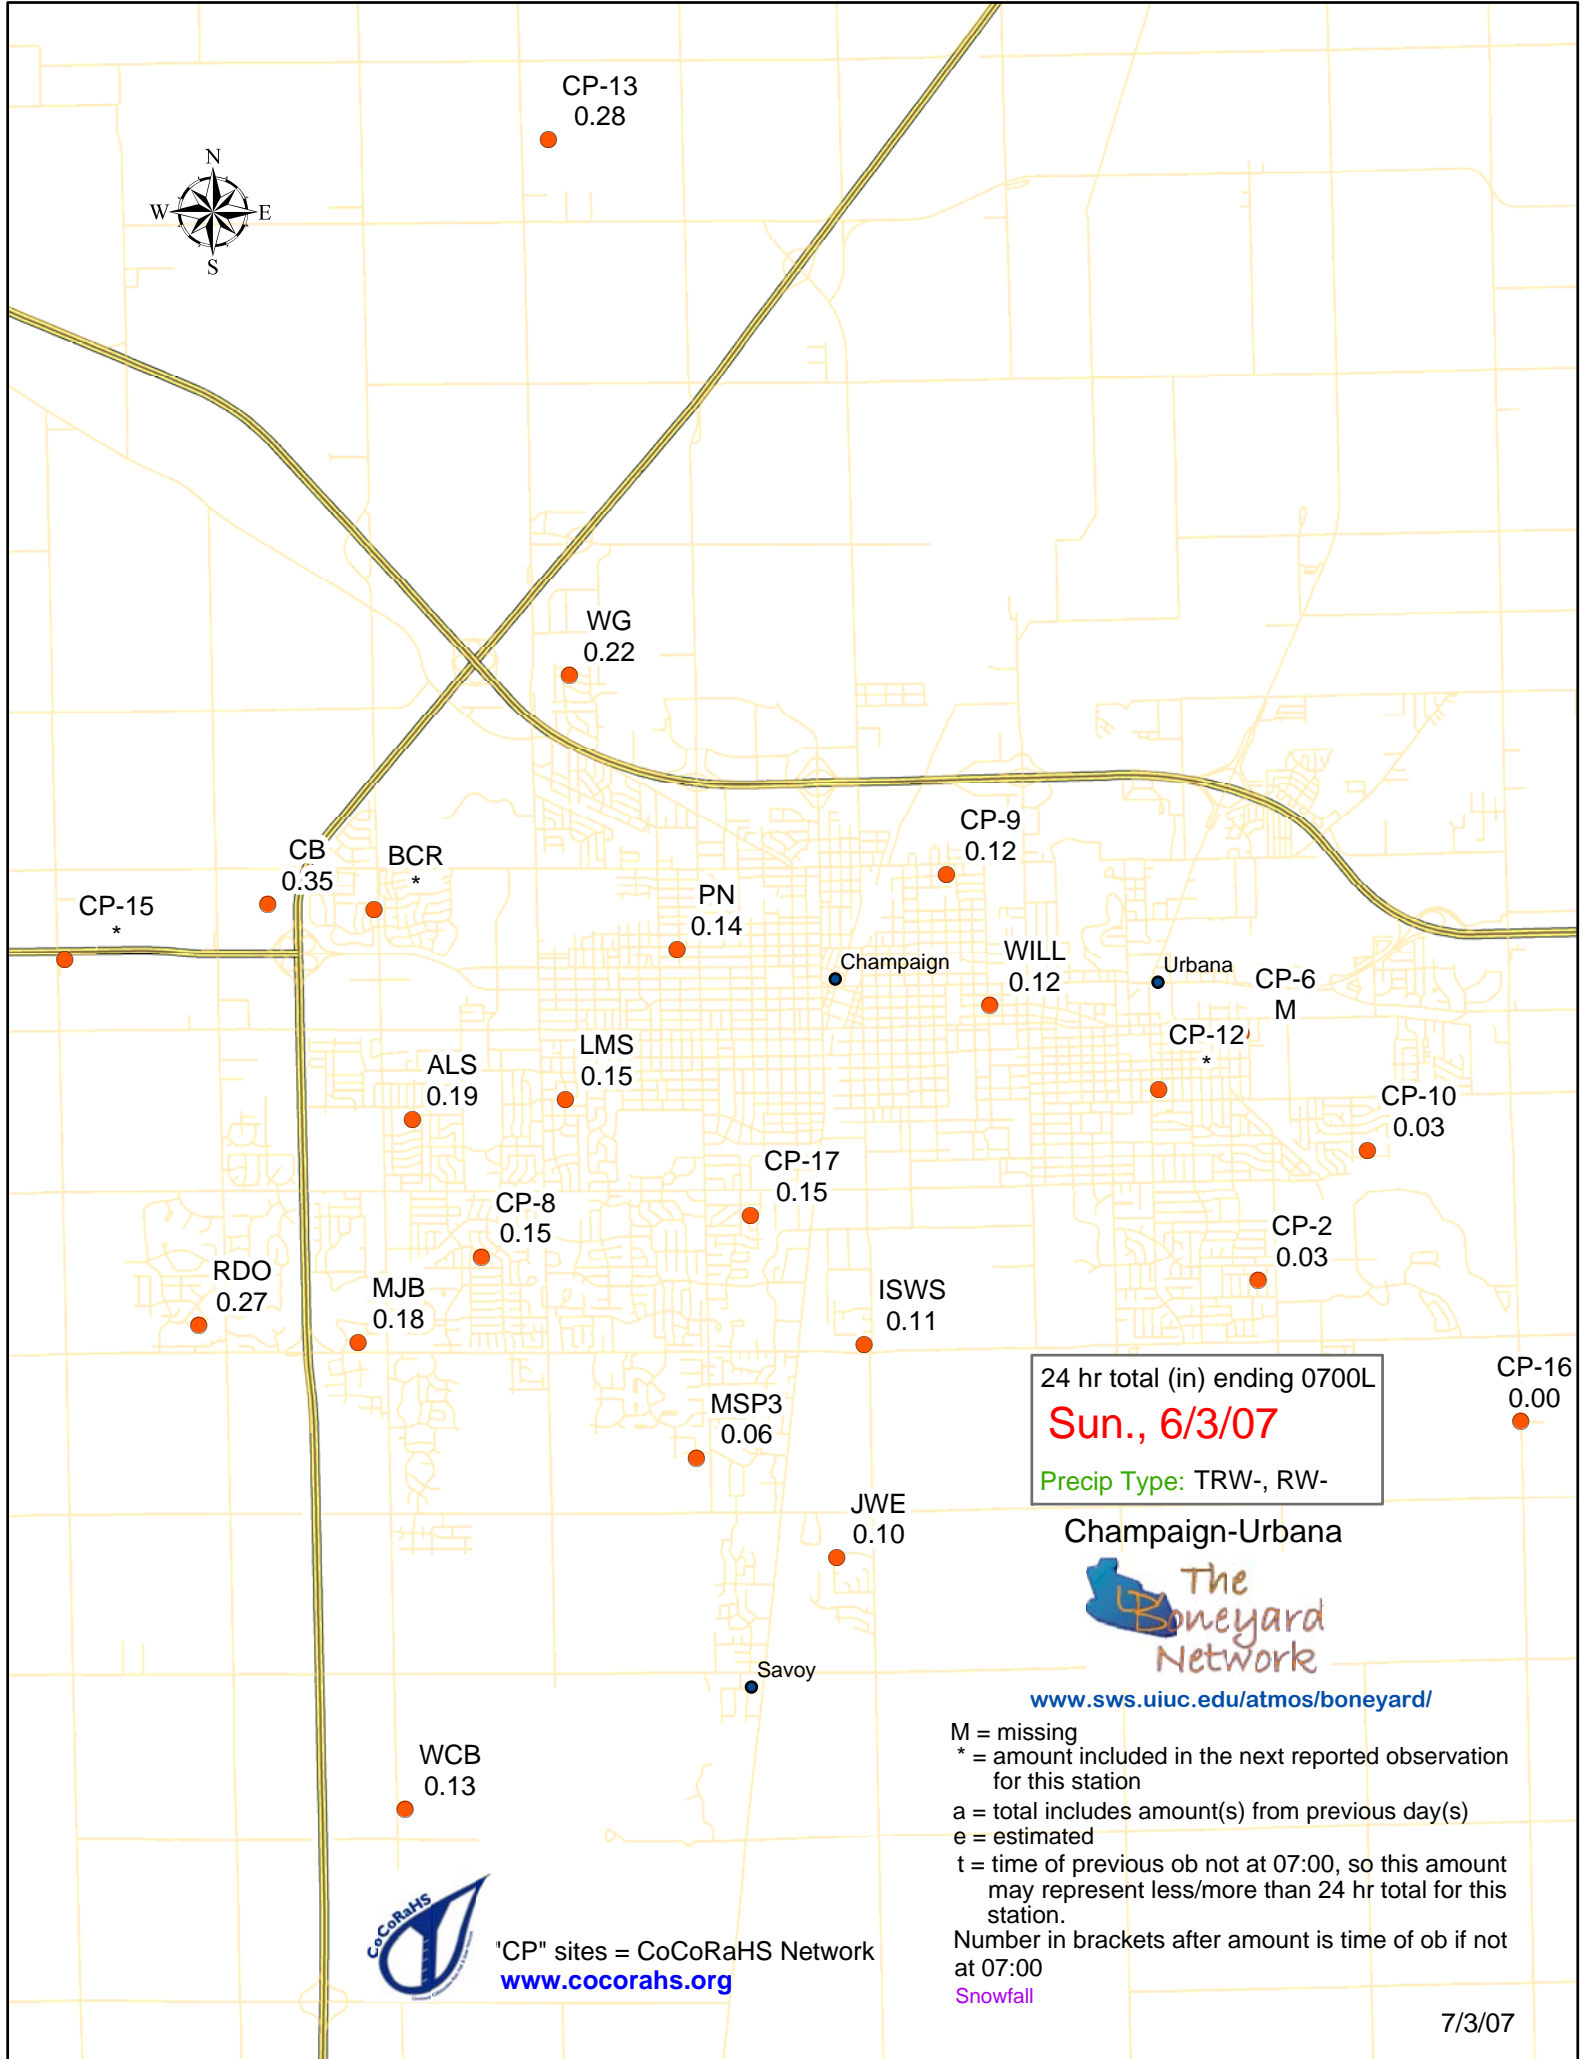 CP-13
0.28
N
W E
S
WG
0.22
CP-9
0.12
CB
0.35
BCR
*
CP-15
*
PN
0.14
Champaign
WILL
0.12
Urbana
CP-6
M
CP-12
*
LMS
0.15
ALS
0.19
CP-10
0.03
CP-17
0.15
CP-8
0.15
CP-2
0.03
RDO
0.27
MJB
0.18
ISWS
0.11
CP-16
0.00
MSP3
0.06
24 hr total (in) ending 0700L
Sun., 6/3/07
Precip Type: TRW-, RW-
JWE
0.10
Champaign-Urbana
The
Boneyard
Network
Savoy
www.sws.uiuc.edu/atmos/boneyard/
WCB
0.13
M = missing
* = amount included in the next reported observation
for this station
a = total includes amount(s) from previous day(s)
e = estimated
t = time of previous ob not at 07:00, so this amount
may represent less/more than 24 hr total for this
station.
Number in brackets after amount is time of ob if not
at 07:00
Snowfall
CoCoRaHS
"CP" sites = CoCoRaHS Network
www.cocorahs.org
7/3/07